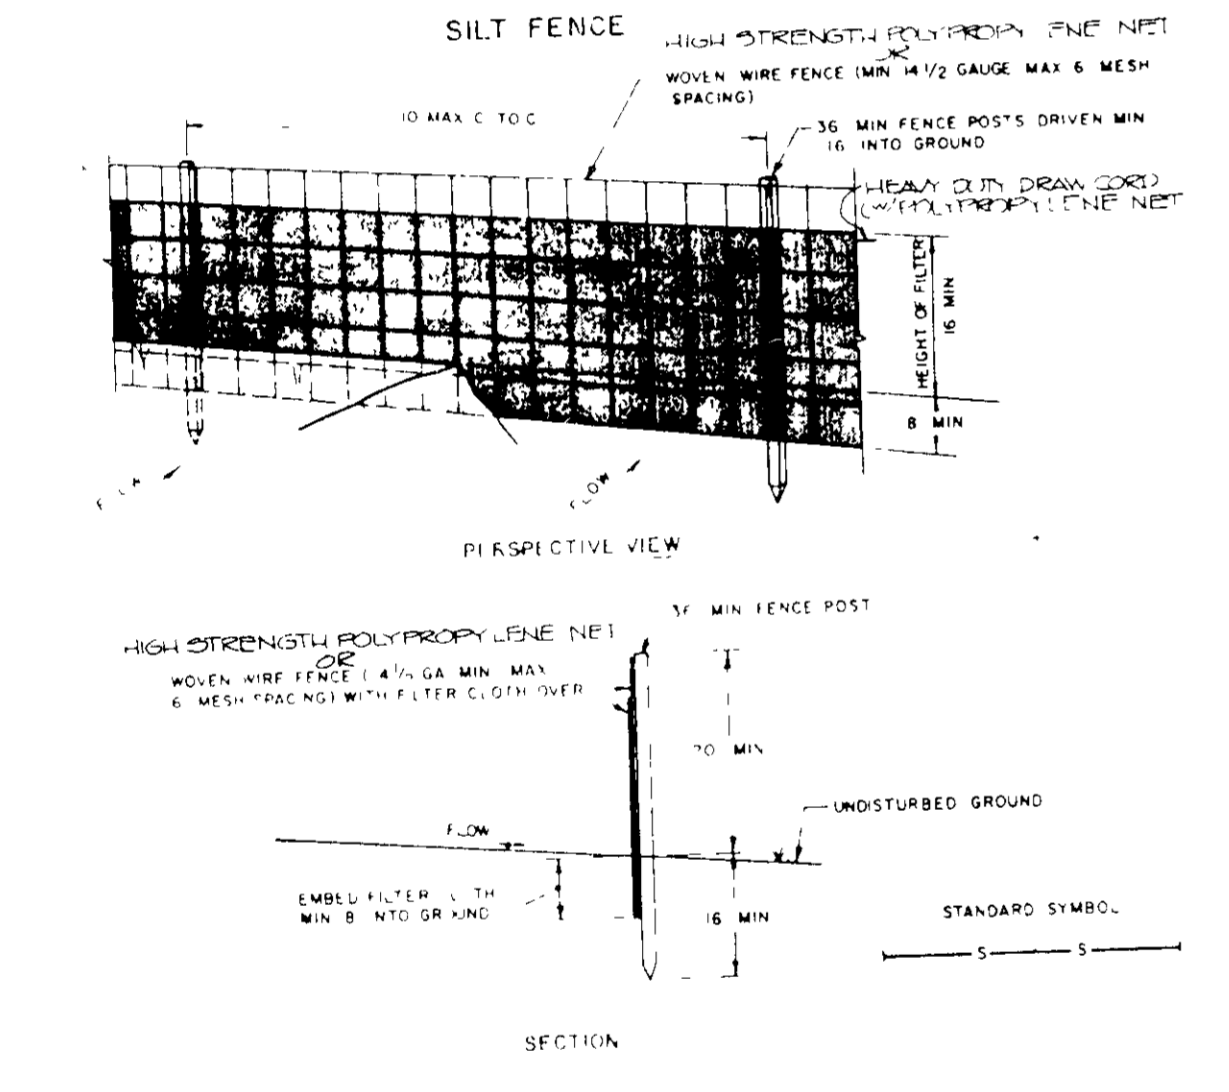 SILT FENCE
HIGH STRENGTH POLYPROPYLENE NET
OR
WOVEN WIRE FENCE (MIN 14 1/2 GAUGE MAX 6 MESH
SPACING)
10 MAX C TO C
36 MIN FENCE POSTS DRIVEN MIN
16 INTO GROUND
HEAVY DUTY DRAW CORD
(W/POLYPROPYLENE NET
HEIGHT OF FILTER
16 MIN
8 MIN
FLOW
FLOW
PERSPECTIVE VIEW
36 MIN FENCE POST
HIGH STRENGTH POLYPROPYLENE NET
OR
WOVEN WIRE FENCE (14 1/2 GA MIN MAX
6 MESH SPACING) WITH FILTER CLOTH OVER
20 MIN
UNDISTURBED GROUND
FLOW
EMBED FILTER CLOTH
MIN 8 INTO GROUND
16 MIN
STANDARD SYMBOL
S S
SECTION